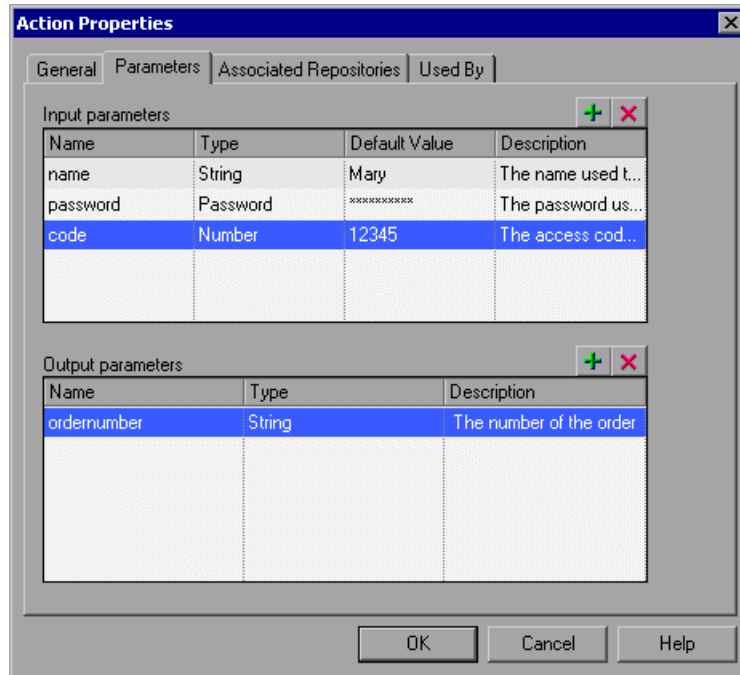 Action Properties
General Parameters Associated Repositories Used By
Input parameters
Name Type Default Value Description
name String Mary The name used t...
password Password ********** The password us...
code Number 12345 The access cod...
Output parameters
Name Type Description
ordernumber String The number of the order
OK Cancel Help